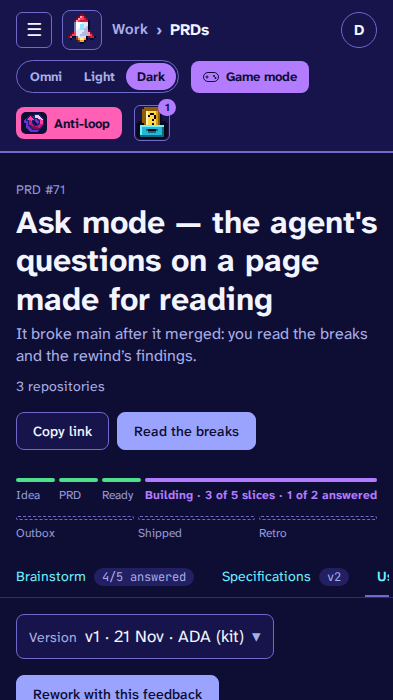 ☰ Work › PRDs D
Omni Light Dark Game mode
Anti-loop 1
PRD #71
Ask mode — the agent's
questions on a page
made for reading
It broke main after it merged: you read the breaks
and the rewind's findings.
3 repositories
Copy link Read the breaks
Idea PRD Ready Building · 3 of 5 slices · 1 of 2 answered
Outbox Shipped Retro
Brainstorm 4/5 answered Specifications v2
Version v1 · 21 Nov · ADA (kit) ▼
Rework with this feedback